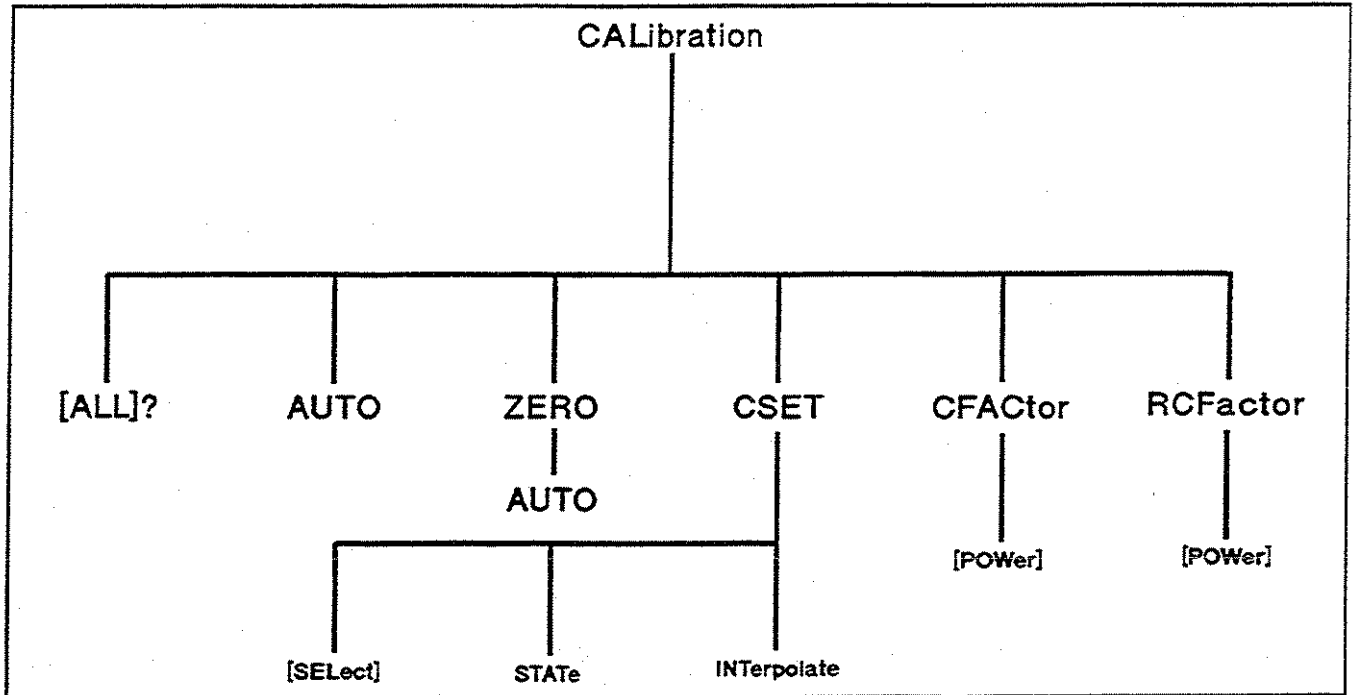 CALibration
[ALL]? AUTO ZERO CSET CFACtor RCFactor
AUTO
[POWer] [POWer]
[SELect] STATe INTerpolate